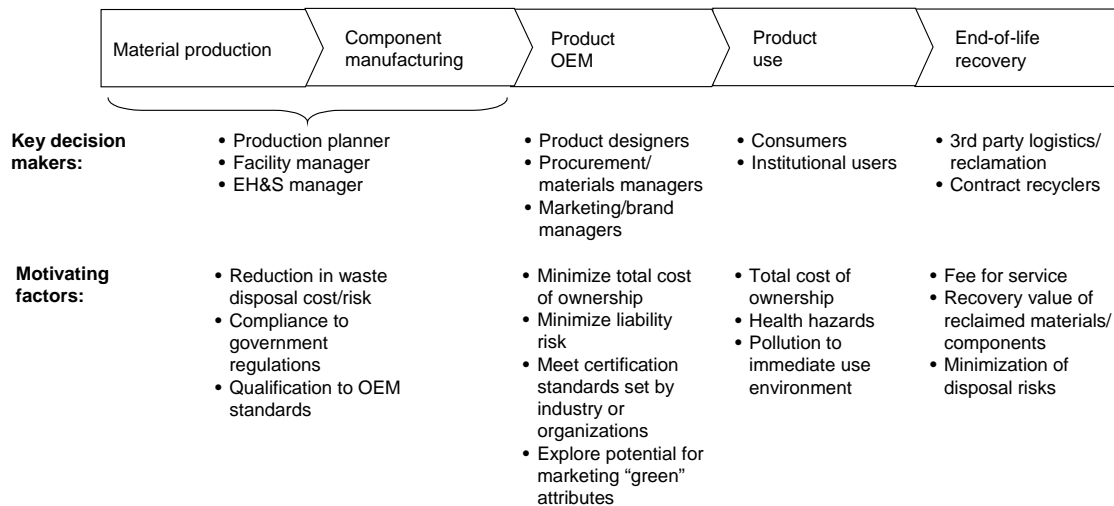 Material production
Component
manufacturing
Product
OEM
Product
use
End-of-life
recovery
Key decision
makers:
• Production planner
• Facility manager
• EH&S manager
• Product designers
• Procurement/
materials managers
• Marketing/brand
managers
• Consumers
• Institutional users
• 3rd party logistics/
reclamation
• Contract recyclers
Motivating
factors:
• Reduction in waste
disposal cost/risk
• Compliance to
government
regulations
• Qualification to OEM
standards
• Minimize total cost
of ownership
• Minimize liability
risk
• Meet certification
standards set by
industry or
organizations
• Explore potential for
marketing “green”
attributes
• Total cost of
ownership
• Health hazards
• Pollution to
immediate use
environment
• Fee for service
• Recovery value of
reclaimed materials/
components
• Minimization of
disposal risks